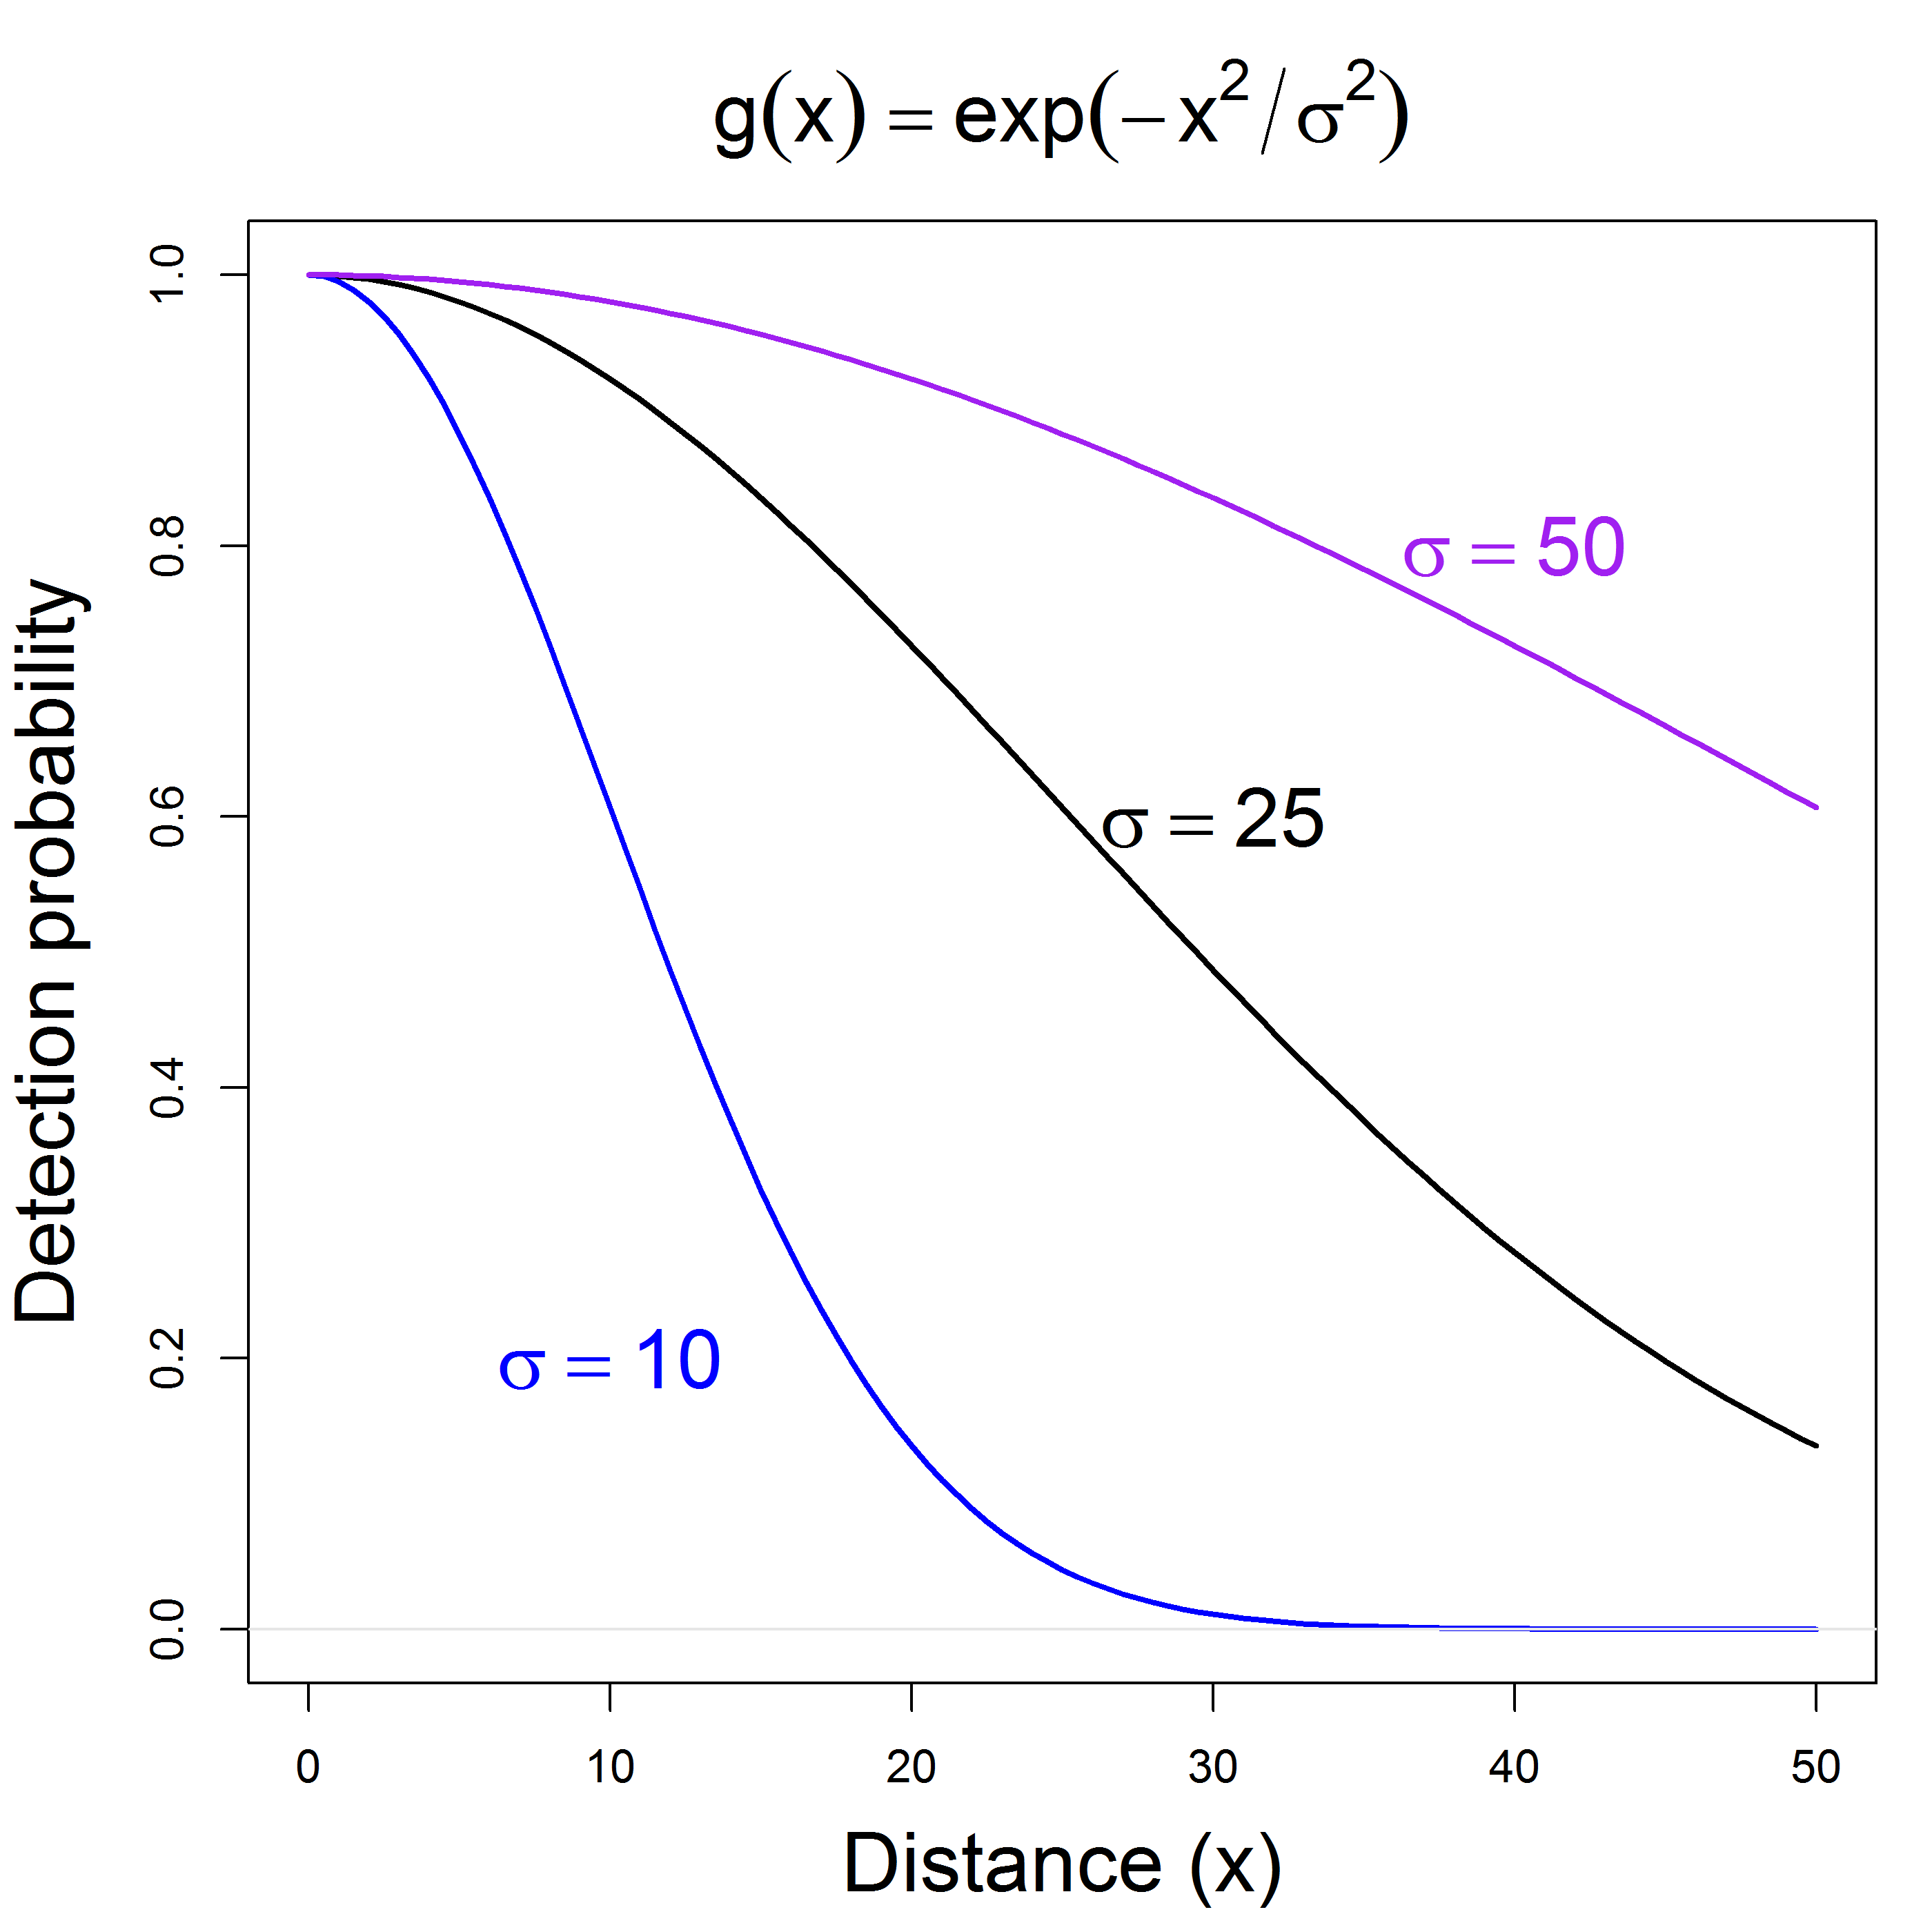 g(x) = exp(−x²/σ²)
Detection probability
1.0
0.8
0.6
0.4
0.2
0.0
σ = 50
σ = 25
σ = 10
0 10 20 30 40 50
Distance (x)